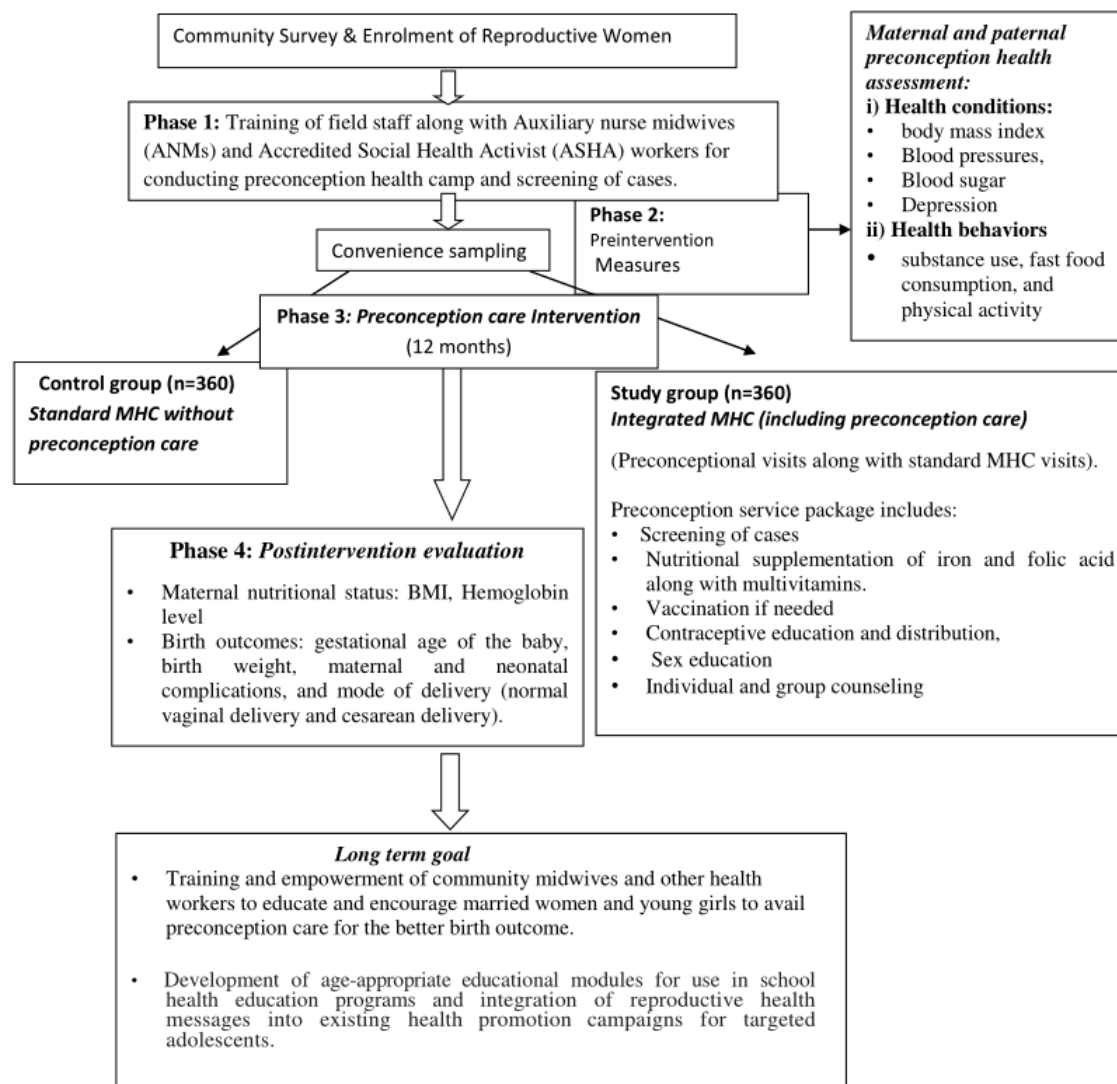 Community Survey & Enrolment of Reproductive Women
Phase 1: Training of field staff along with Auxiliary nurse midwives
(ANMs) and Accredited Social Health Activist (ASHA) workers for
conducting preconception health camp and screening of cases.
Maternal and paternal
preconception health
assessment:
i) Health conditions:
• body mass index
• Blood pressures,
• Blood sugar
• Depression
ii) Health behaviors
• substance use, fast food
consumption, and
physical activity
Phase 2:
Preintervention
Measures
Convenience sampling
Phase 3: Preconception care Intervention
(12 months)
Control group (n=360)
Standard MHC without
preconception care
Study group (n=360)
Integrated MHC (including preconception care)
(Preconceptional visits along with standard MHC visits).
Preconception service package includes:
• Screening of cases
• Nutritional supplementation of iron and folic acid
along with multivitamins.
• Vaccination if needed
• Contraceptive education and distribution,
• Sex education
• Individual and group counseling
Phase 4: Postintervention evaluation
• Maternal nutritional status: BMI, Hemoglobin
level
• Birth outcomes: gestational age of the baby,
birth weight, maternal and neonatal
complications, and mode of delivery (normal
vaginal delivery and cesarean delivery).
Long term goal
• Training and empowerment of community midwives and other health
workers to educate and encourage married women and young girls to avail
preconception care for the better birth outcome.
• Development of age-appropriate educational modules for use in school
health education programs and integration of reproductive health
messages into existing health promotion campaigns for targeted
adolescents.